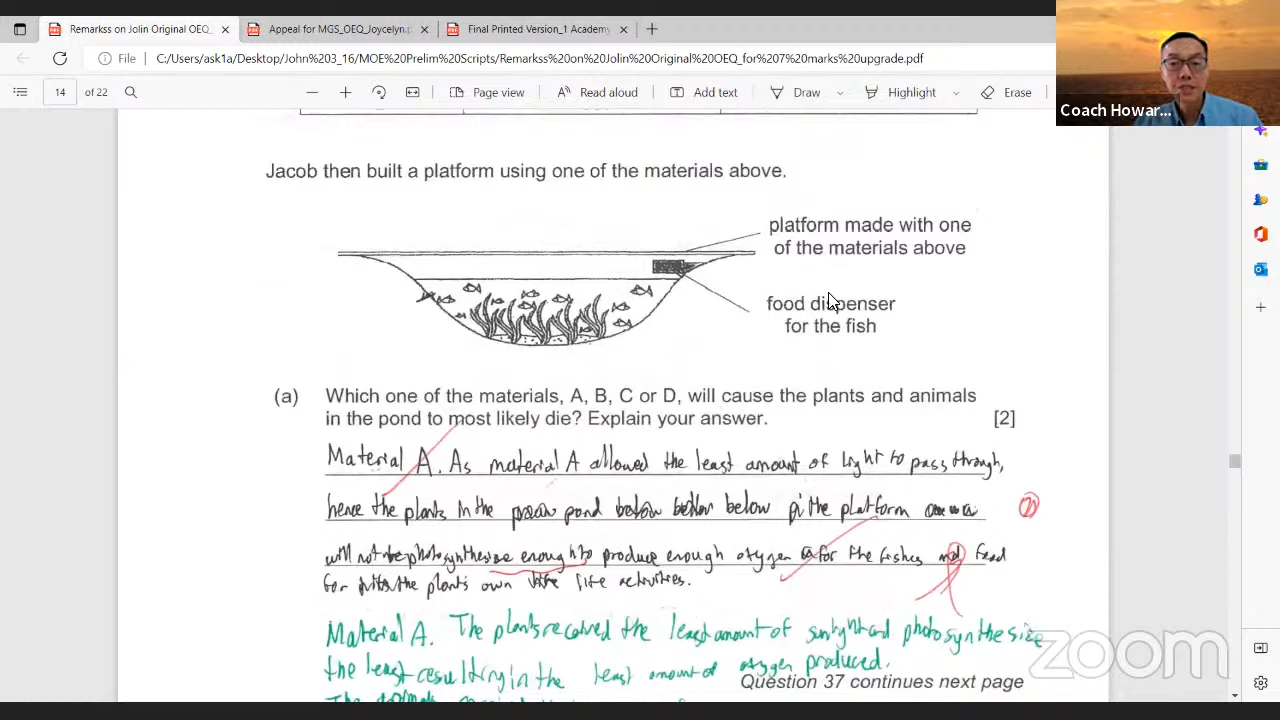 Remarkss on Jolin Original OEQ_
Appeal for MGS_OEQ_Joycelyn.p
Final Printed Version_1 Academy
File
C:/Users/ask1a/Desktop/John%203_16/MOE%20Prelim%20Scripts/Remarkss%20on%20Jolin%20Original%20OEQ_for%207%20marks%20upgrade.pdf
14 of 22
Page view
Read aloud
Add text
Draw
Highlight
Erase
Coach Howar...
Jacob then built a platform using one of the materials above.
platform made with one
of the materials above
food dispenser
for the fish
(a) Which one of the materials, A, B, C or D, will cause the plants and animals
in the pond to most likely die? Explain your answer. [2]
Material A. As material A allowed the least amount of light to pass through,
hence the plants in the pond below the platform
will not photosynthesise enough to produce enough oxygen for the fishes and food
for the plants own life activities.
Material A. The plants received the least amount of sunlight and photosynthesize
the least resulting in the least amount of oxygen produced.
Question 37 continues next page
zoom